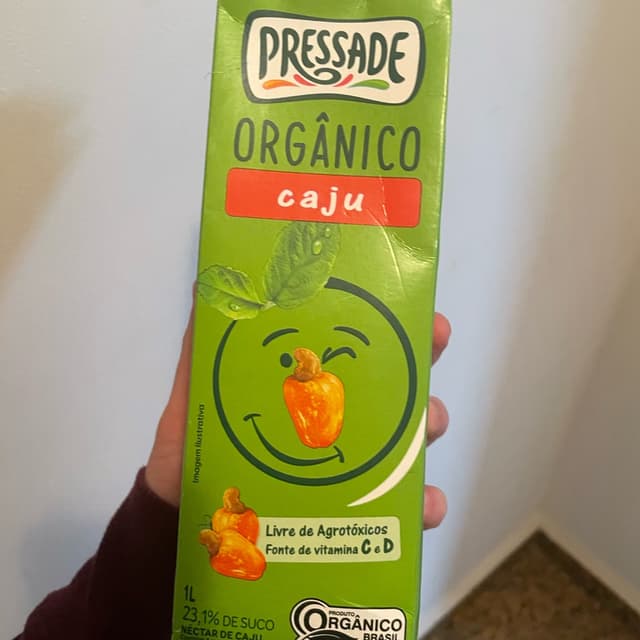 PRESSADE
ORGÂNICO
caju
Imagem ilustrativa
Livre de Agrotóxicos
Fonte de vitamina C e D
1L
23,1% DE SUCO
NÉCTAR DE CAJU
PRODUTO
ORGÂNICO
BRASIL